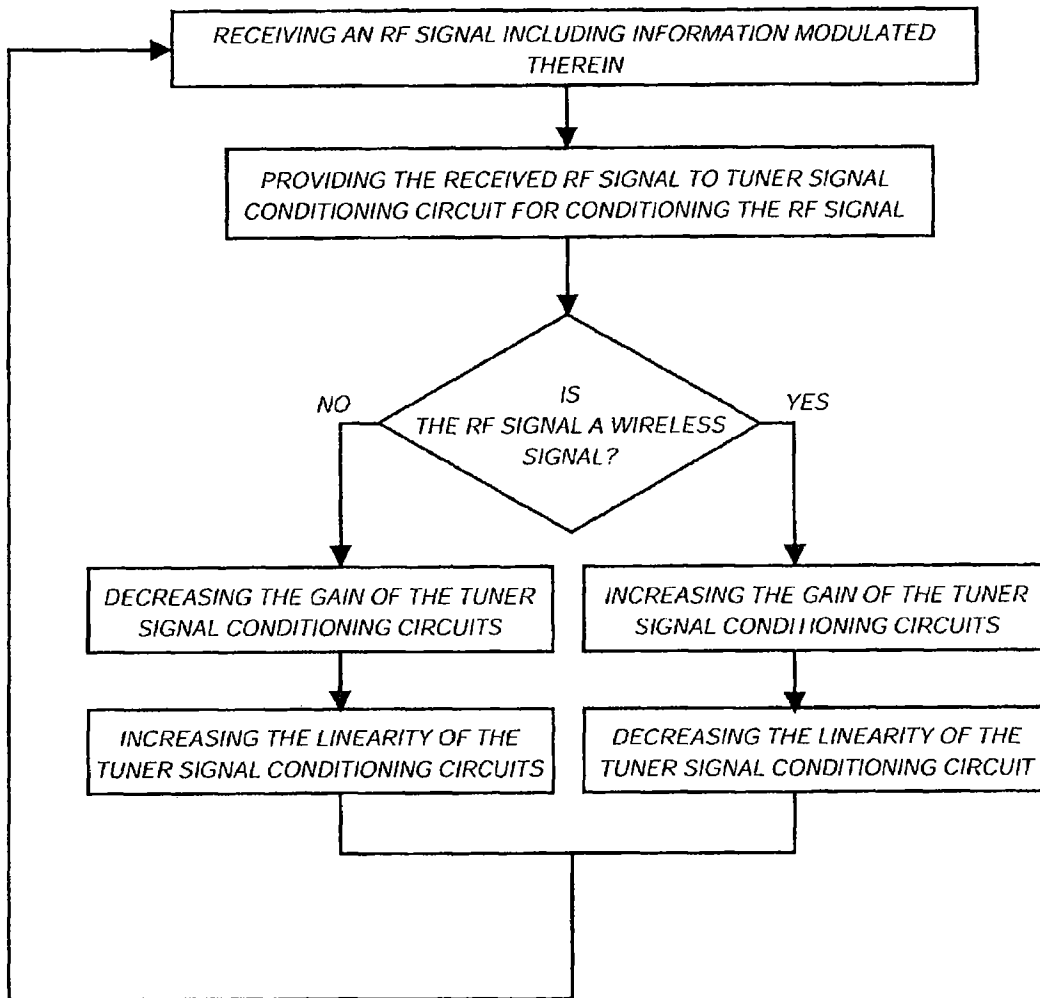 RECEIVING AN RF SIGNAL INCLUDING INFORMATION MODULATED
THEREIN
PROVIDING THE RECEIVED RF SIGNAL TO TUNER SIGNAL
CONDITIONING CIRCUIT FOR CONDITIONING THE RF SIGNAL
IS
THE RF SIGNAL A WIRELESS
SIGNAL?
NO
YES
DECREASING THE GAIN OF THE TUNER
SIGNAL CONDITIONING CIRCUITS
INCREASING THE GAIN OF THE TUNER
SIGNAL CONDITIONING CIRCUITS
INCREASING THE LINEARITY OF THE
TUNER SIGNAL CONDITIONING CIRCUITS
DECREASING THE LINEARITY OF THE
TUNER SIGNAL CONDITIONING CIRCUIT